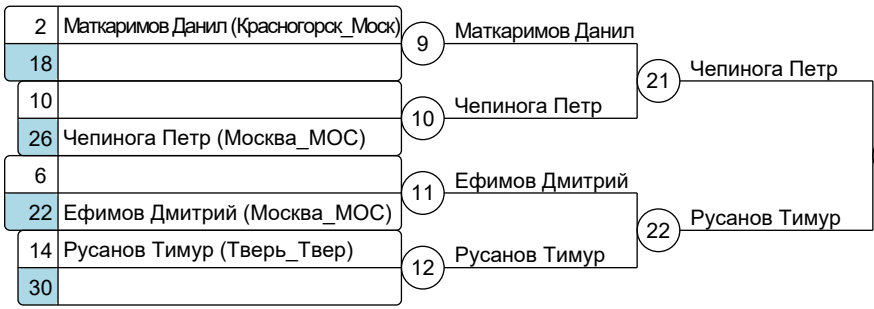 2 Маткаримов Данил (Красногорск_Моск)
18
10
26 Чепинога Петр (Москва_МОС)
6
22 Ефимов Дмитрий (Москва_МОС)
14 Русанов Тимур (Тверь_Твер)
30
9 Маткаримов Данил
10 Чепинога Петр
11 Ефимов Дмитрий
12 Русанов Тимур
21 Чепинога Петр
22 Русанов Тимур